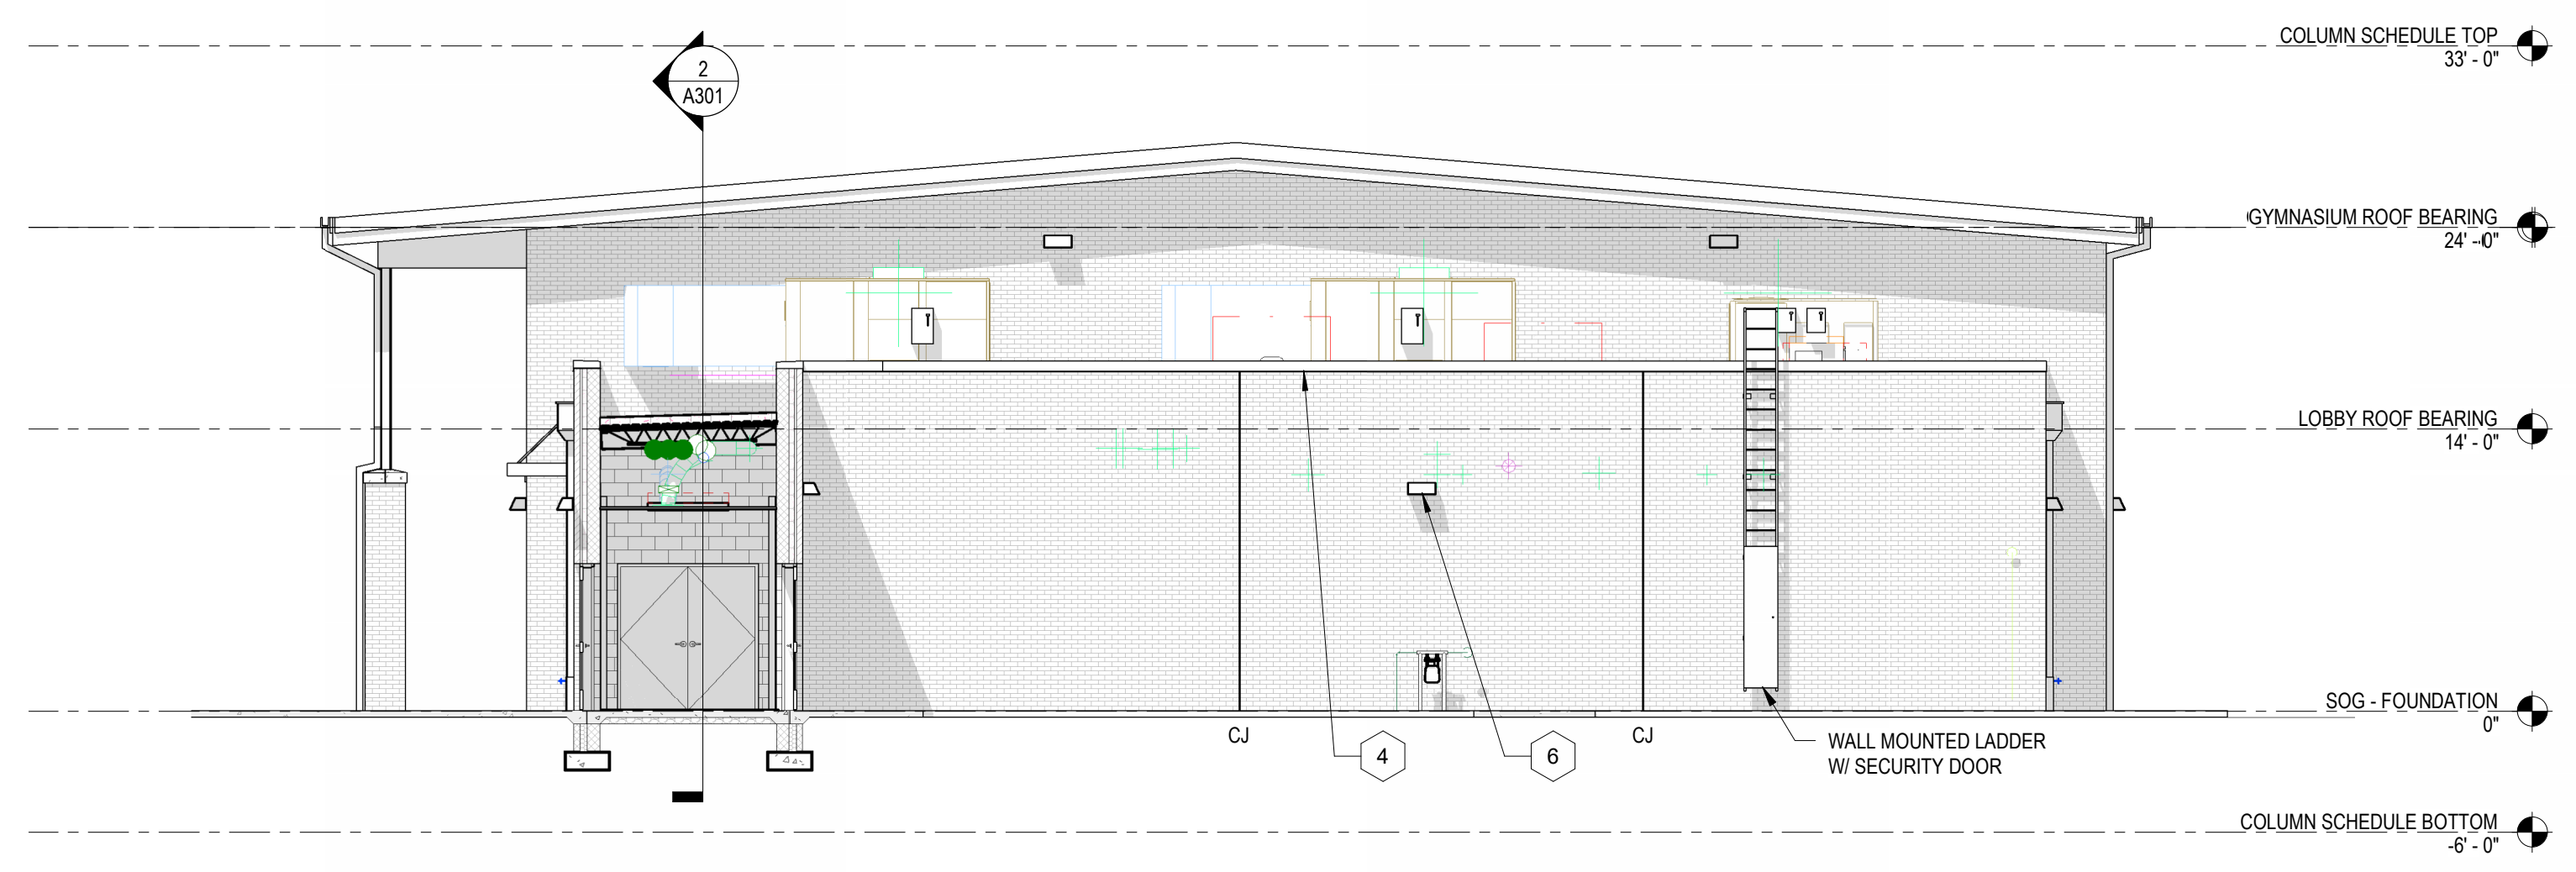 COLUMN SCHEDULE TOP
33' - 0"
2
A301
GYMNASIUM ROOF BEARING
24' - 0"
LOBBY ROOF BEARING
14' - 0"
SOG - FOUNDATION
0"
CJ
CJ
4
6
WALL MOUNTED LADDER
W/ SECURITY DOOR
COLUMN SCHEDULE BOTTOM
-6' - 0"